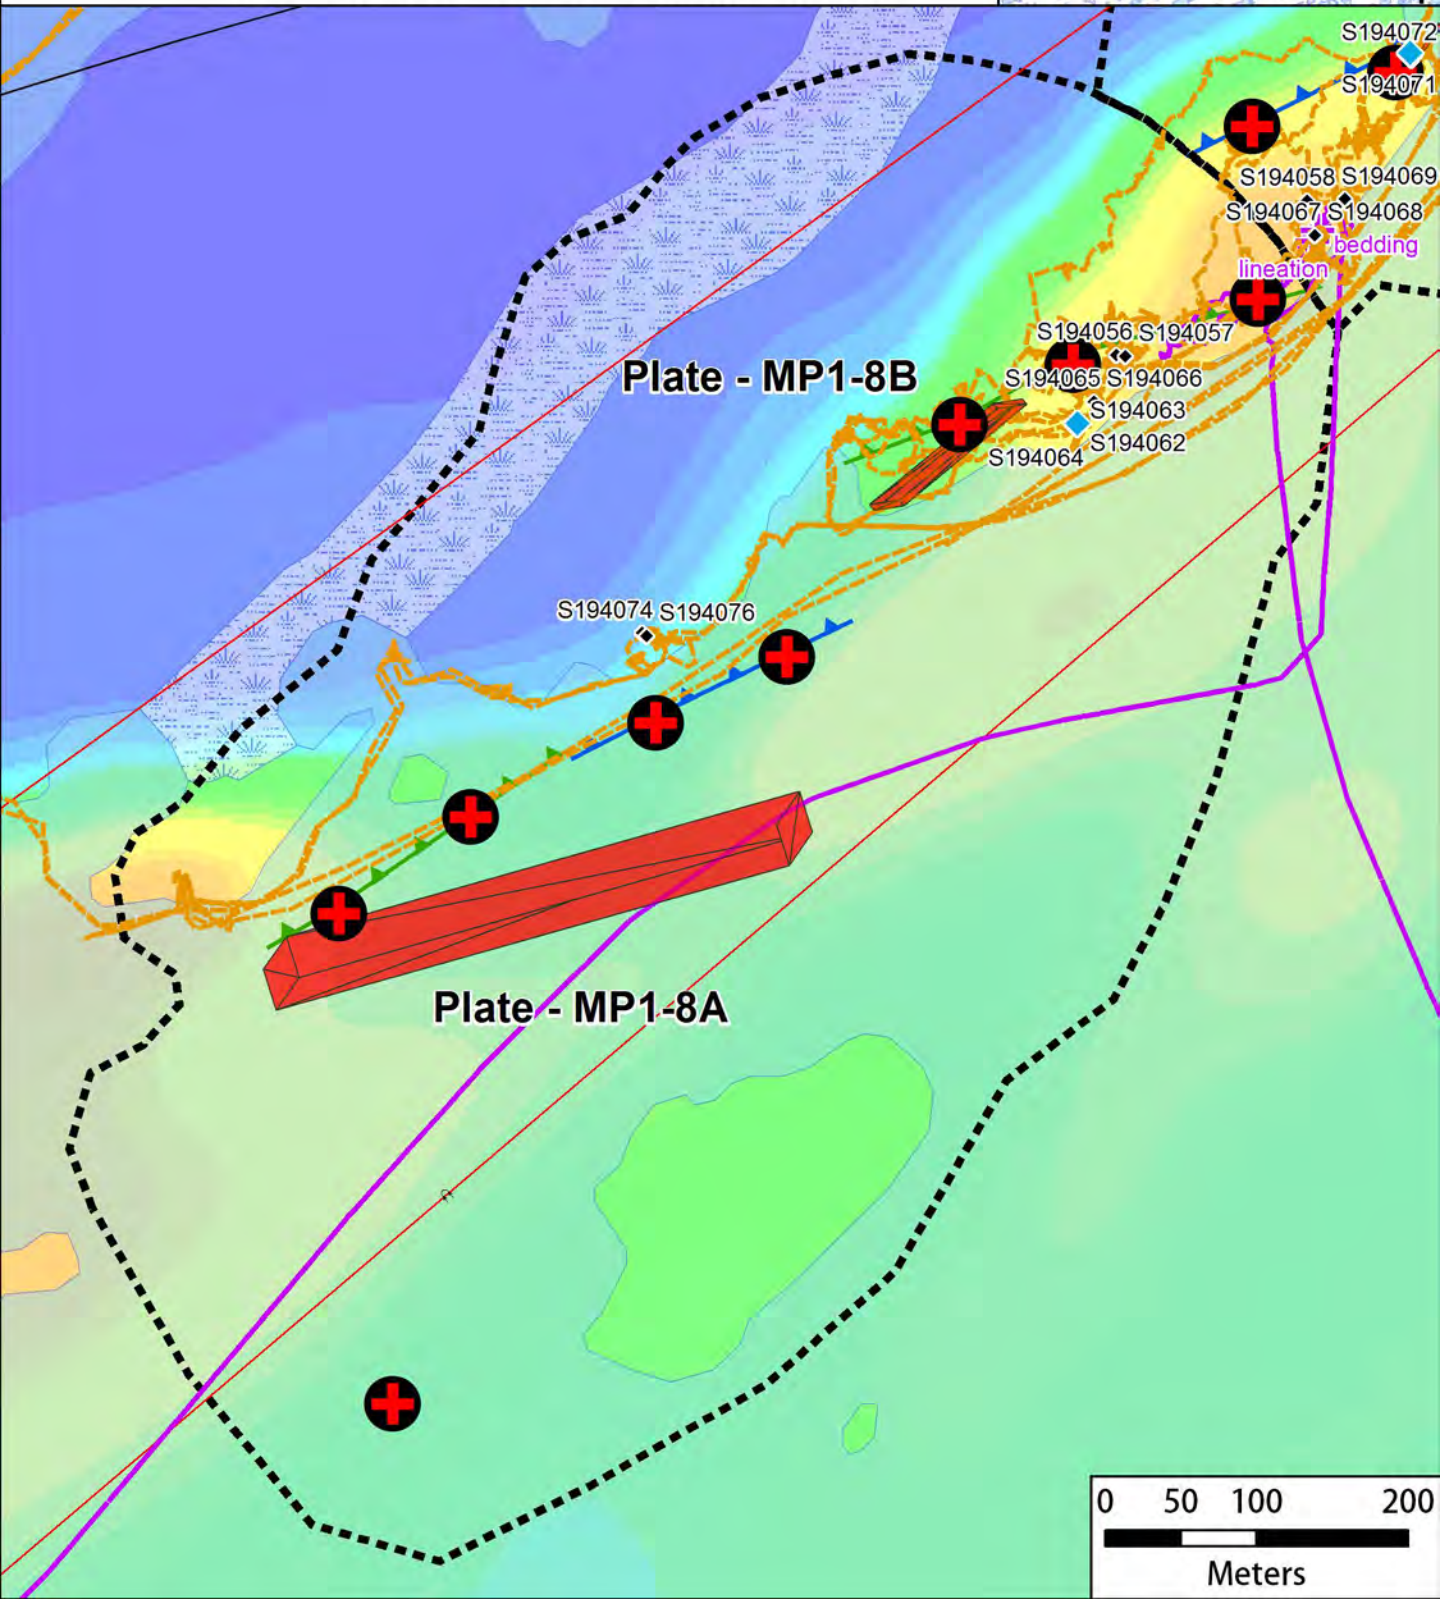 S194072
S194071
S194058 S194069
S194067 S194068
bedding
lineation
S194056 S194057
Plate - MP1-8B
S194065 S194066
S194063
S194062
S194064
S194074 S194076
Plate - MP1-8A
0 50 100 200
Meters